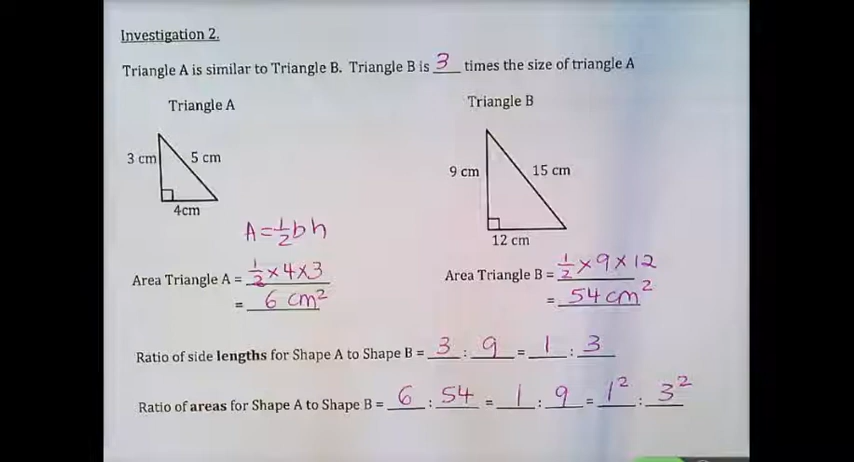 Investigation 2.
Triangle A is similar to Triangle B. Triangle B is 3 times the size of triangle A
Triangle A
Triangle B
3 cm
5 cm
4cm
9 cm
15 cm
12 cm
A=½bh
Area Triangle A = ½×4×3
= 6 cm²
Area Triangle B = ½×9×12
= 54cm²
Ratio of side lengths for Shape A to Shape B = 3 : 9 = 1 : 3
Ratio of areas for Shape A to Shape B = 6 : 54 = 1 : 9 = 1² : 3²